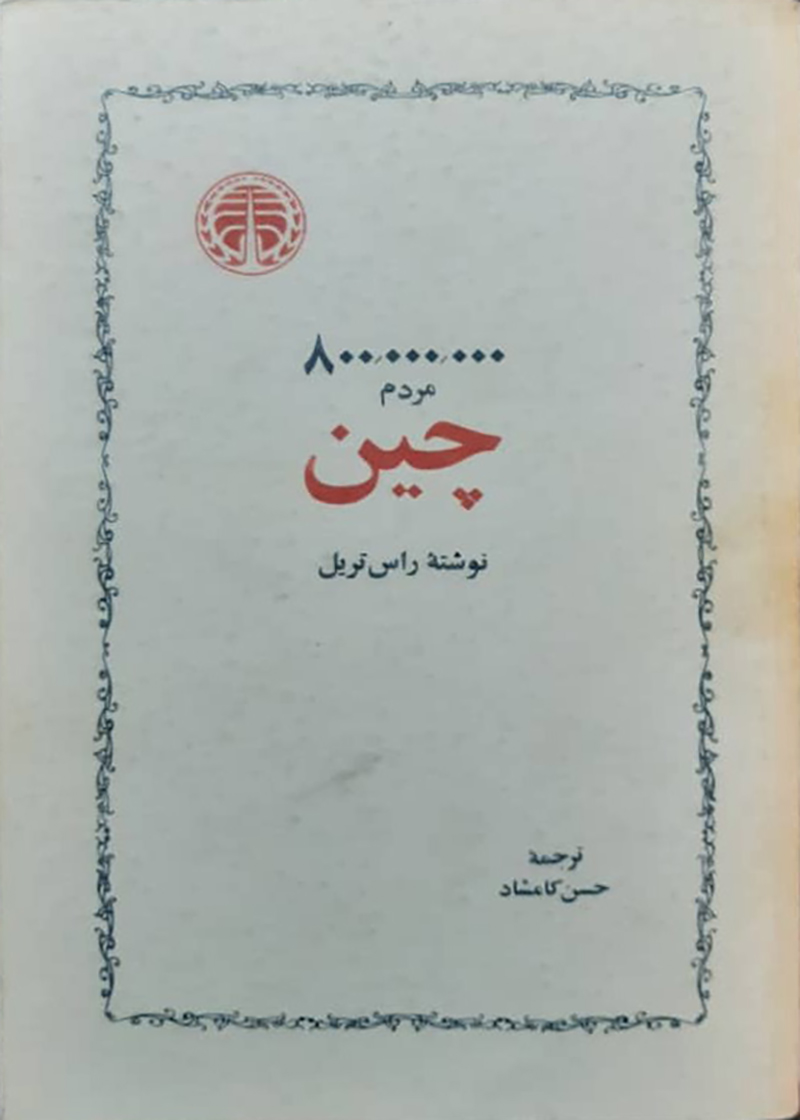 ۸۰۰٬۰۰۰٬۰۰۰
مردم
چین
نوشتهٔ راس تریل
ترجمهٔ
حسن کامشاد